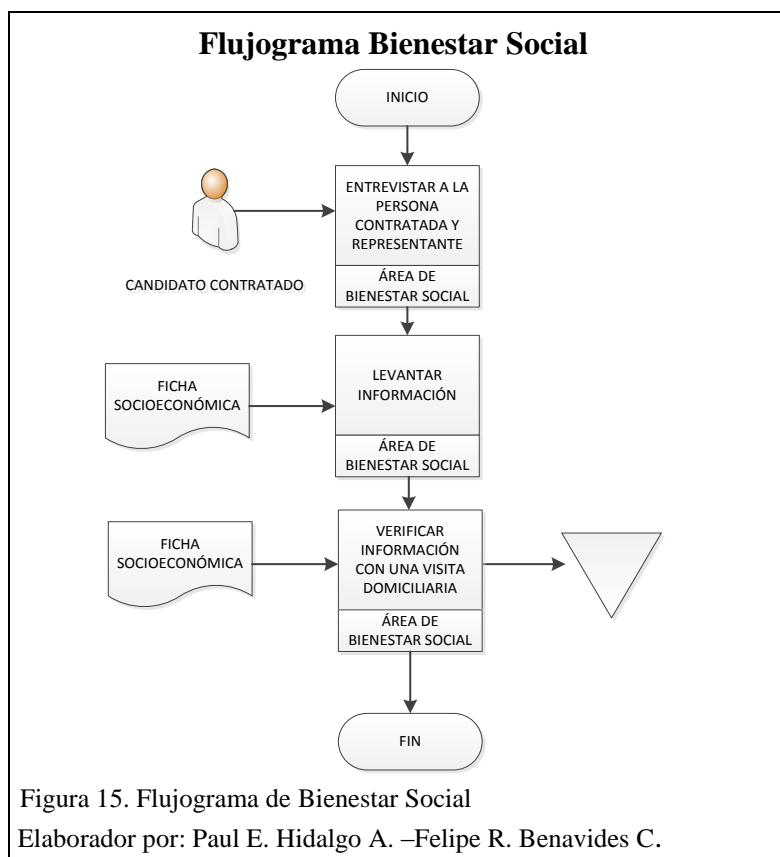 Flujograma Bienestar Social
INICIO
ENTREVISTAR A LA
PERSONA
CONTRATADA Y
REPRESENTANTE
CANDIDATO CONTRATADO
ÁREA DE
BIENESTAR SOCIAL
FICHA
SOCIOECONÓMICA
LEVANTAR
INFORMACIÓN
ÁREA DE
BIENESTAR SOCIAL
FICHA
SOCIOECONÓMICA
VERIFICAR
INFORMACIÓN
CON UNA VISITA
DOMICILIARIA
ÁREA DE
BIENESTAR SOCIAL
FIN
Figura 15. Flujograma de Bienestar Social
Elaborador por: Paul E. Hidalgo A. –Felipe R. Benavides C.